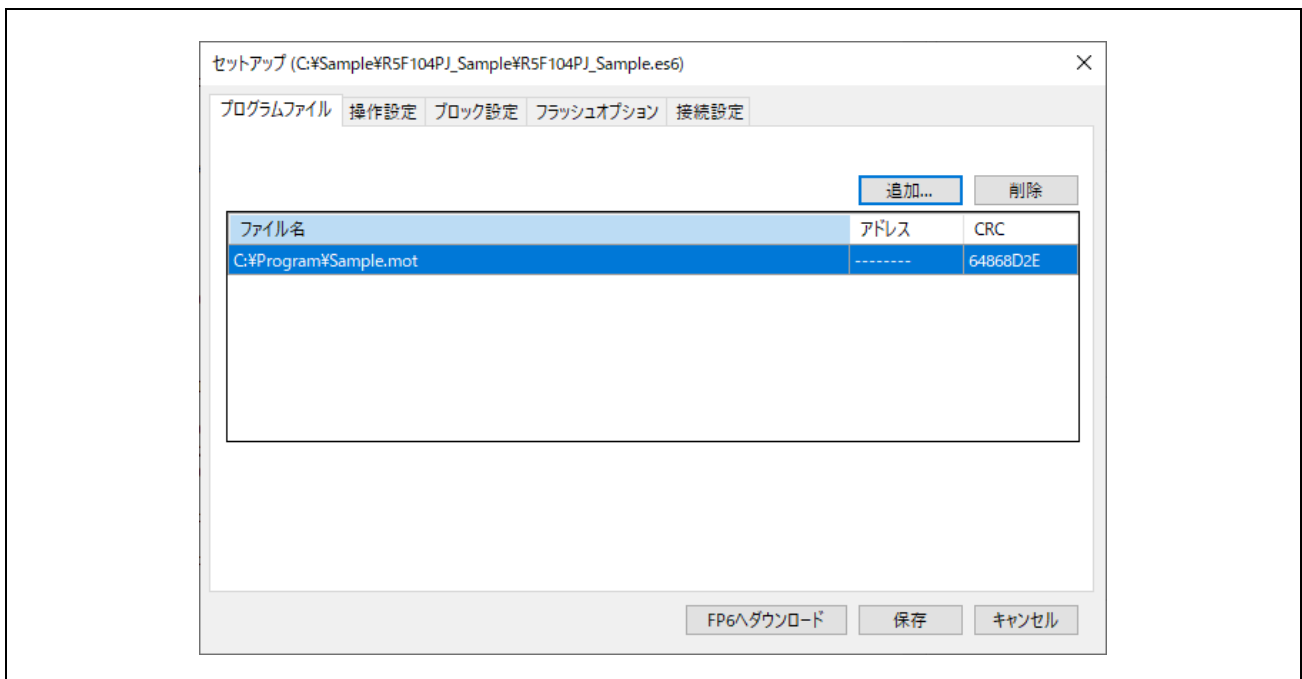 セットアップ (C:¥Sample¥R5F104PJ_Sample¥R5F104PJ_Sample.es6)
プログラムファイル 操作設定 ブロック設定 フラッシュオプション 接続設定
追加... 削除
ファイル名 アドレス CRC
C:¥Program¥Sample.mot -------- 64868D2E
FP6へダウンロード 保存 キャンセル